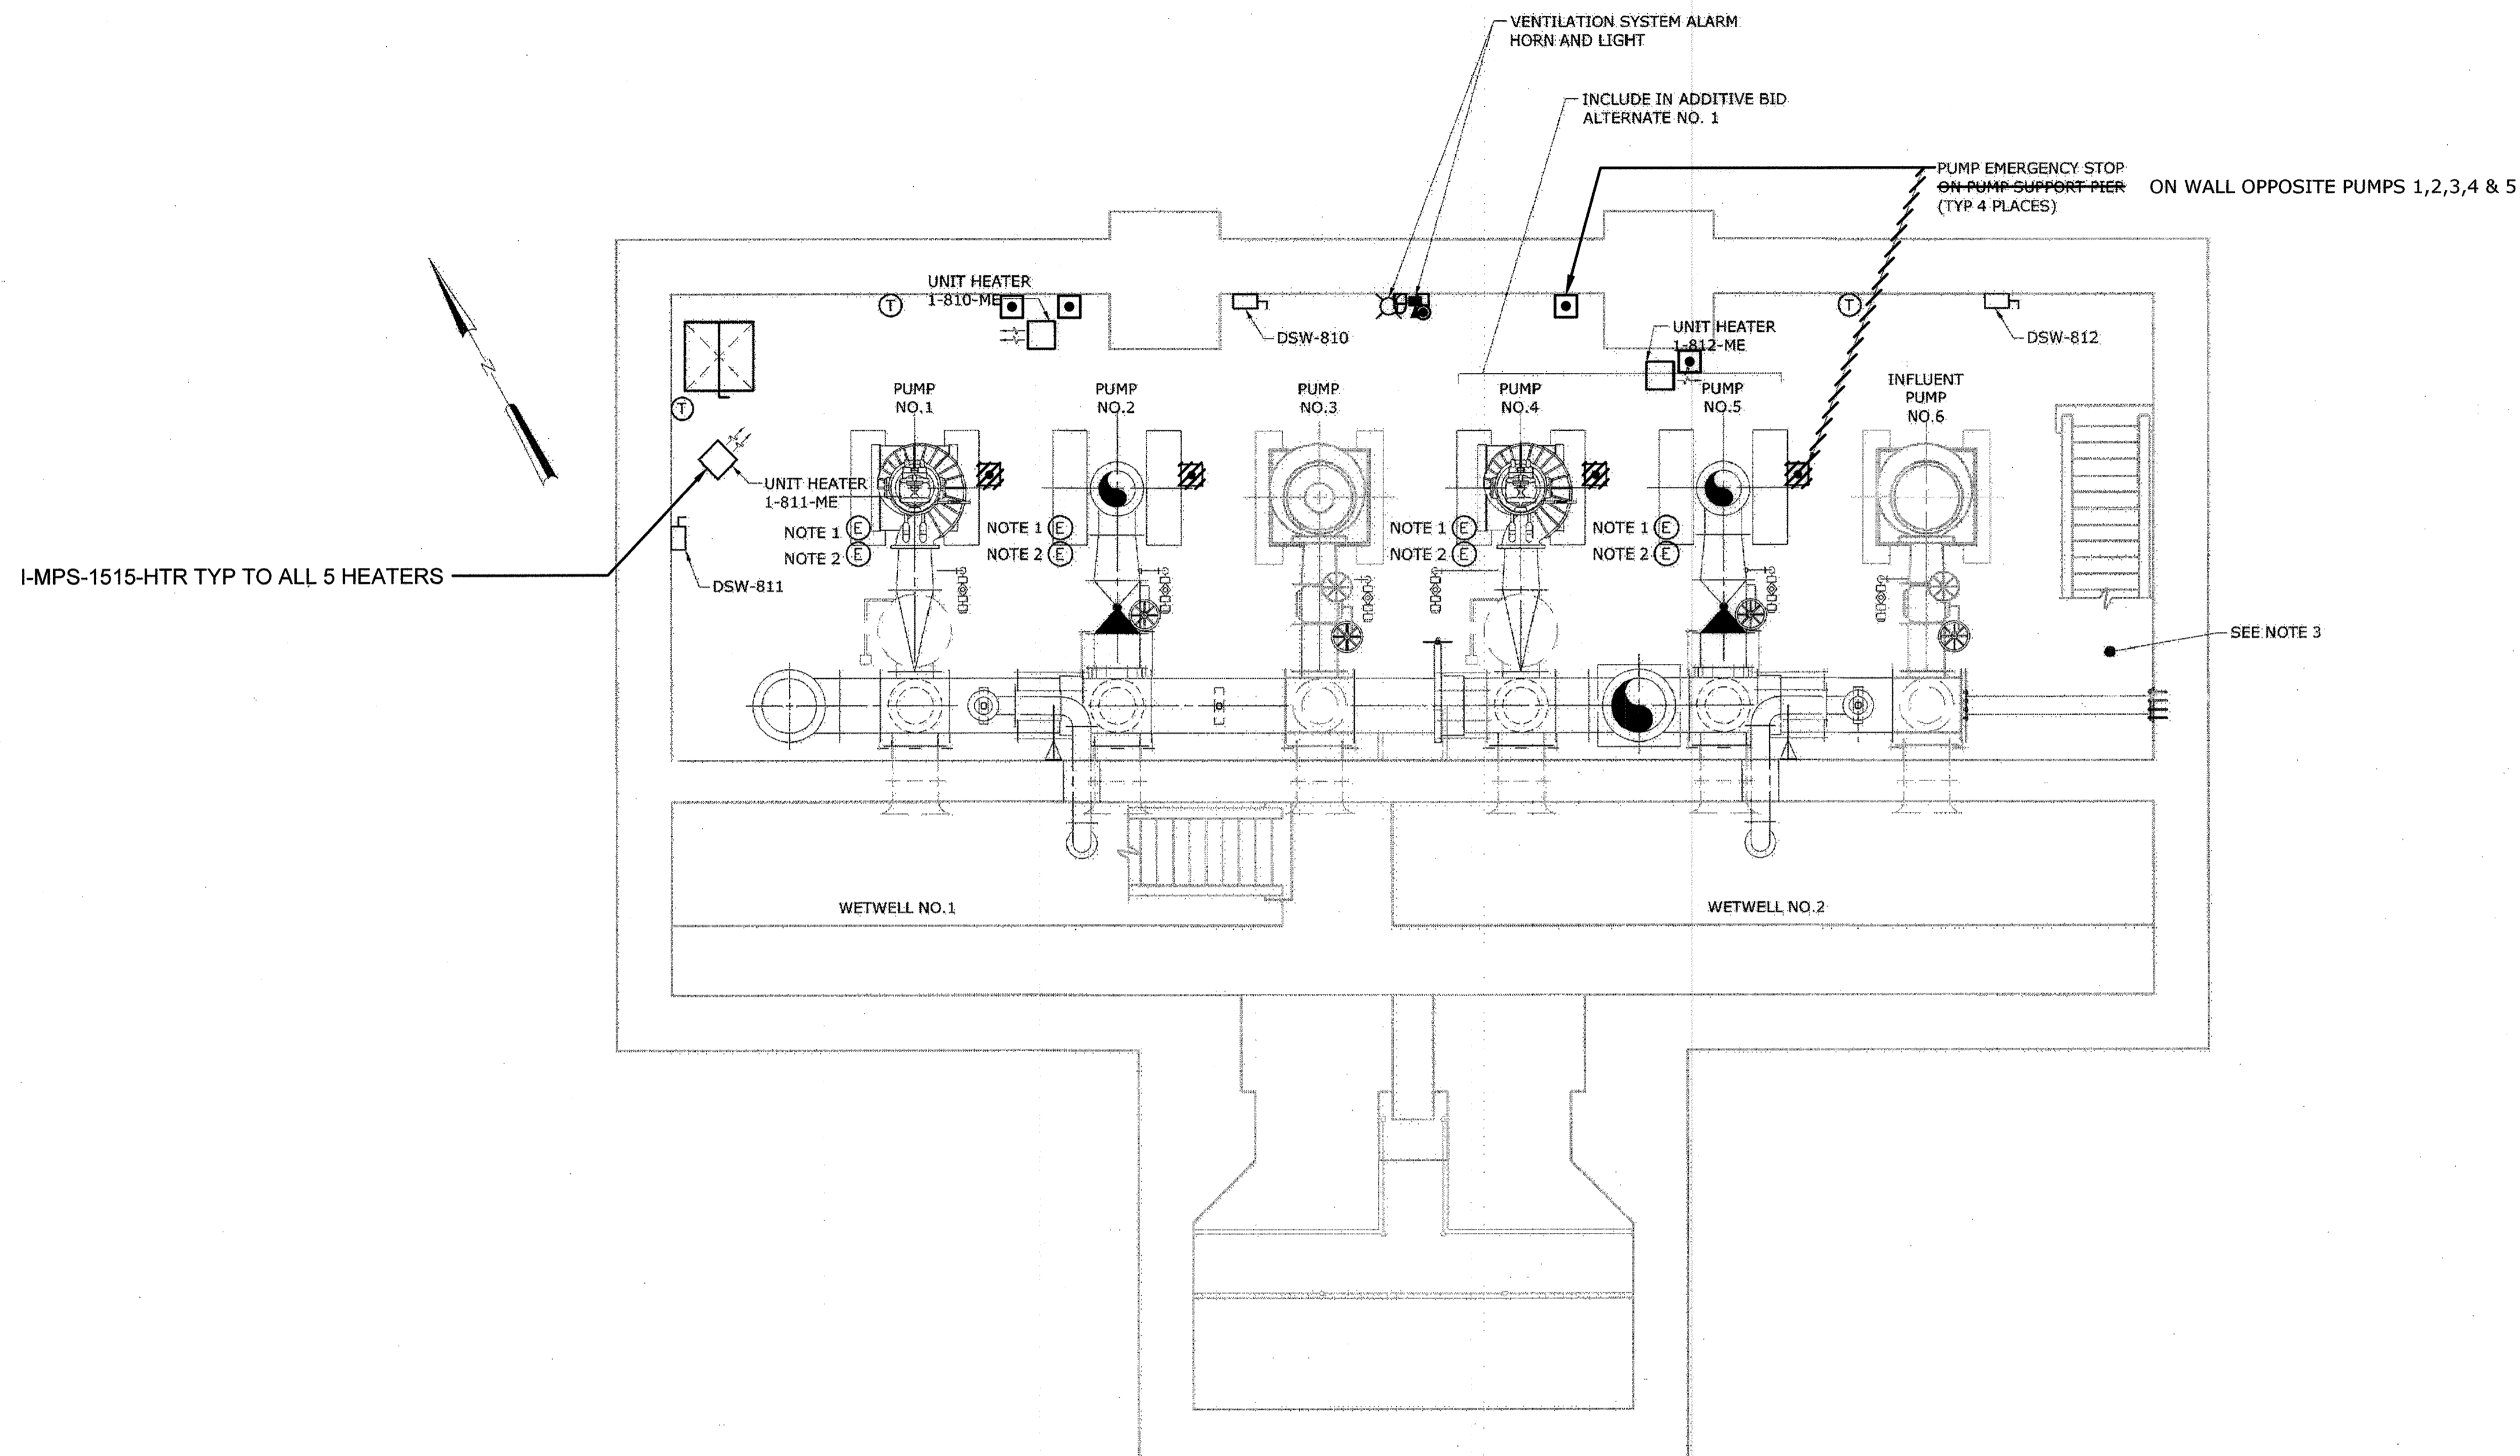 VENTILATION SYSTEM ALARM
HORN AND LIGHT
INCLUDE IN ADDITIVE BID
ALTERNATE NO. 1
PUMP EMERGENCY STOP
ON PUMP SUPPORT PIER ON WALL OPPOSITE PUMPS 1,2,3,4 & 5
(TYP 4 PLACES)
UNIT HEATER
1-810-ME
T
T
DSW-810
UNIT HEATER
1-812-ME
DSW-812
PUMP
NO.1
PUMP
NO.2
PUMP
NO.3
PUMP
NO.4
PUMP
NO.5
INFLUENT
PUMP
NO.6
T
UNIT HEATER
1-811-ME
NOTE 1 E
NOTE 2 E
NOTE 1 E
NOTE 2 E
NOTE 1 E
NOTE 2 E
NOTE 1 E
NOTE 2 E
I-MPS-1515-HTR TYP TO ALL 5 HEATERS
DSW-811
SEE NOTE 3
WETWELL NO.1
WETWELL NO.2